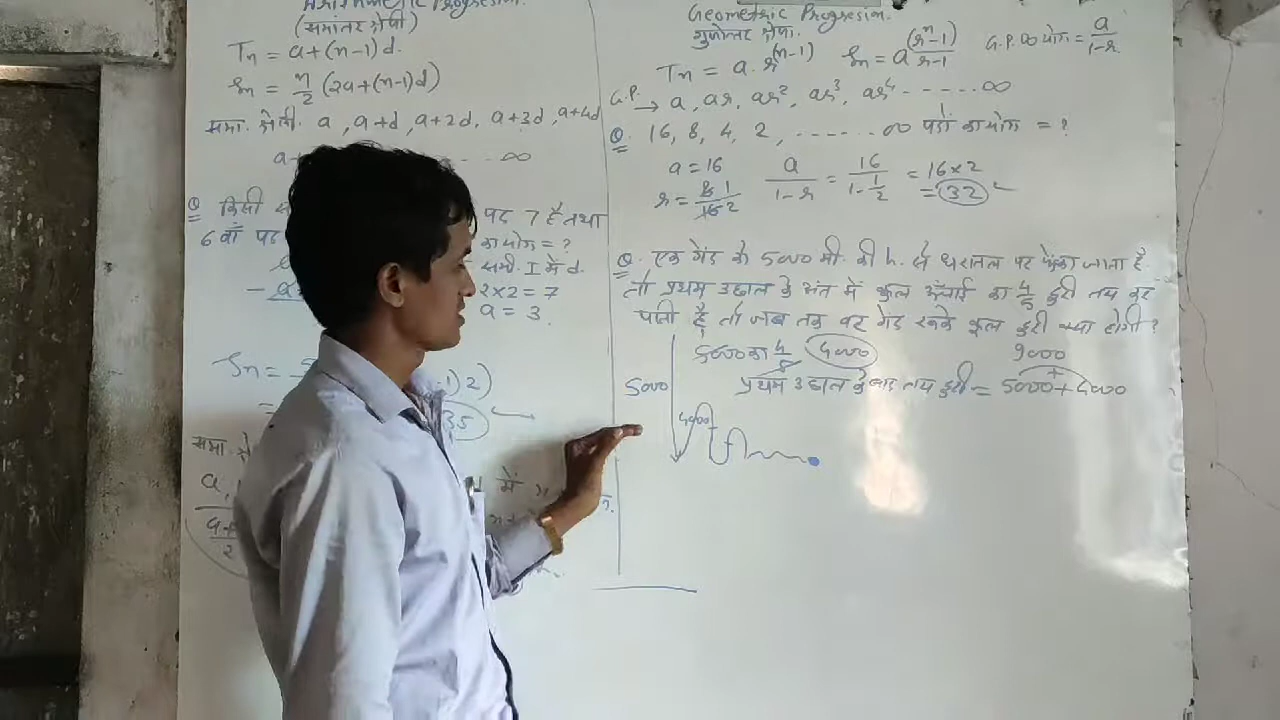 Arithmetic Progression.
(समांतर श्रेणी)
Tn = a+(n-1)d.
Sn = n/2 (2a+(n-1)d)
समा. श्रेणी. a, a+d, a+2d, a+3d, a+4d
a+ ...... ∞
Q किसी पद 7 है तथा
6 वाँ पद का योग = ?
समी. I में d.
2×2 = 7
a = 3.
Sn = -1) 2)
= 35
समा.
a, में
2
Geometric Progresion.
गुणोत्तर श्रेणी.
Tn = a.r^(n-1) Sn = a (r^n-1)/r-1 G.P. ∞ योग = a/1-r
G.P. → a, ar, ar², ar³, ar⁴ ...... ∞
Q. 16, 8, 4, 2, ....... ∞ पदों का योग = ?
a = 16 a/1-r = 16/1-1/2 = 16×2
r = 8 1/16 2 = 32
Q. एक गेंद को 5000 मी. की h. से धरातल पर फेंका जाता है
तो प्रथम उछाल के अंत में कुल ऊँचाई का 4/5 दुरी तय कर
पाती है तो जब तक वह गेंद रुके कुल दुरी क्या होगी ?
5000 का 4/5 4000 9000
प्रथम उछाल के बाद तय दुरी = 5000 + 4000
+
5000
4000